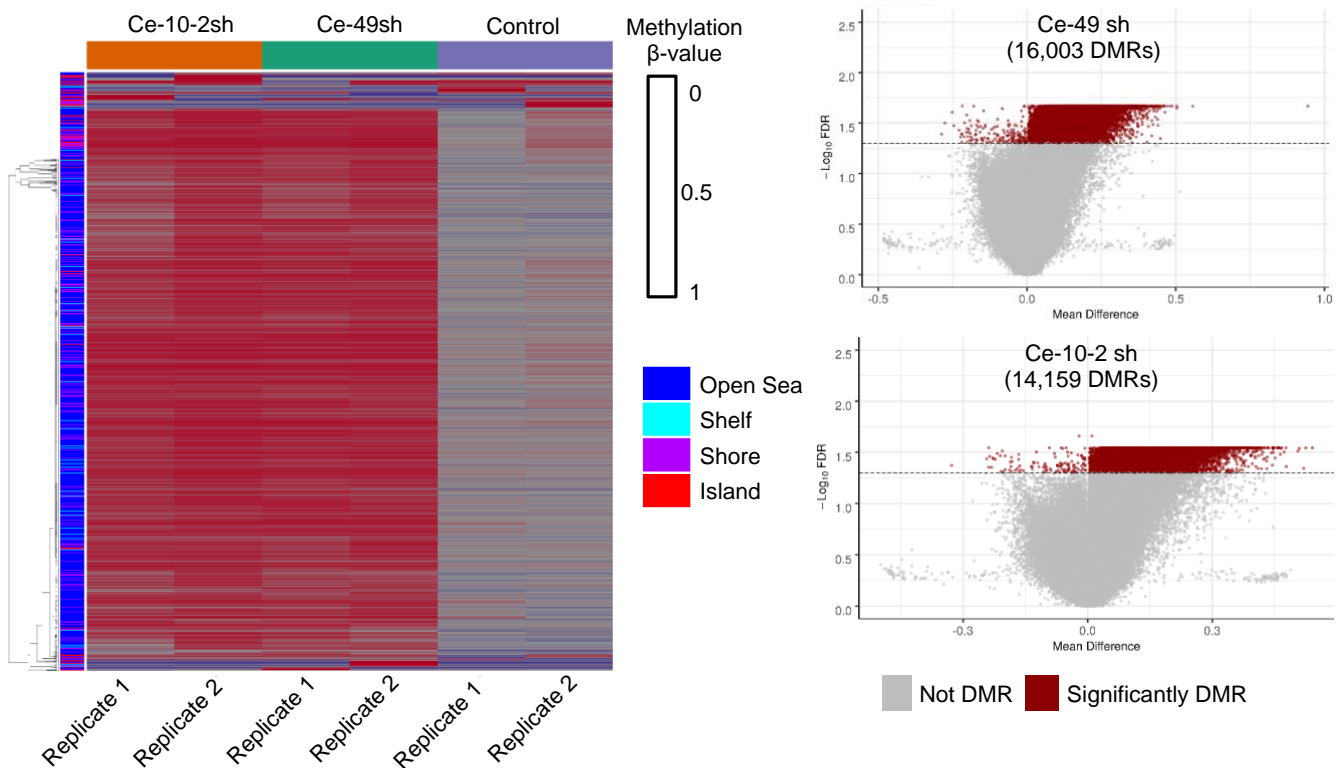 Ce-10-2sh
Ce-49sh
Control
Methylation
β-value
0
0.5
1
Open Sea
Shelf
Shore
Island
Replicate 1
Replicate 2
Replicate 1
Replicate 2
Replicate 1
Replicate 2
Ce-49 sh
(16,003 DMRs)
2.5
2.0
1.5
1.0
0.5
0.0
−Log₁₀ FDR
-0.5
0.0
0.5
1.0
Mean Difference
Ce-10-2 sh
(14,159 DMRs)
2.5
2.0
1.5
1.0
0.5
0.0
−Log₁₀ FDR
-0.3
0.0
0.3
Mean Difference
Not DMR
Significantly DMR